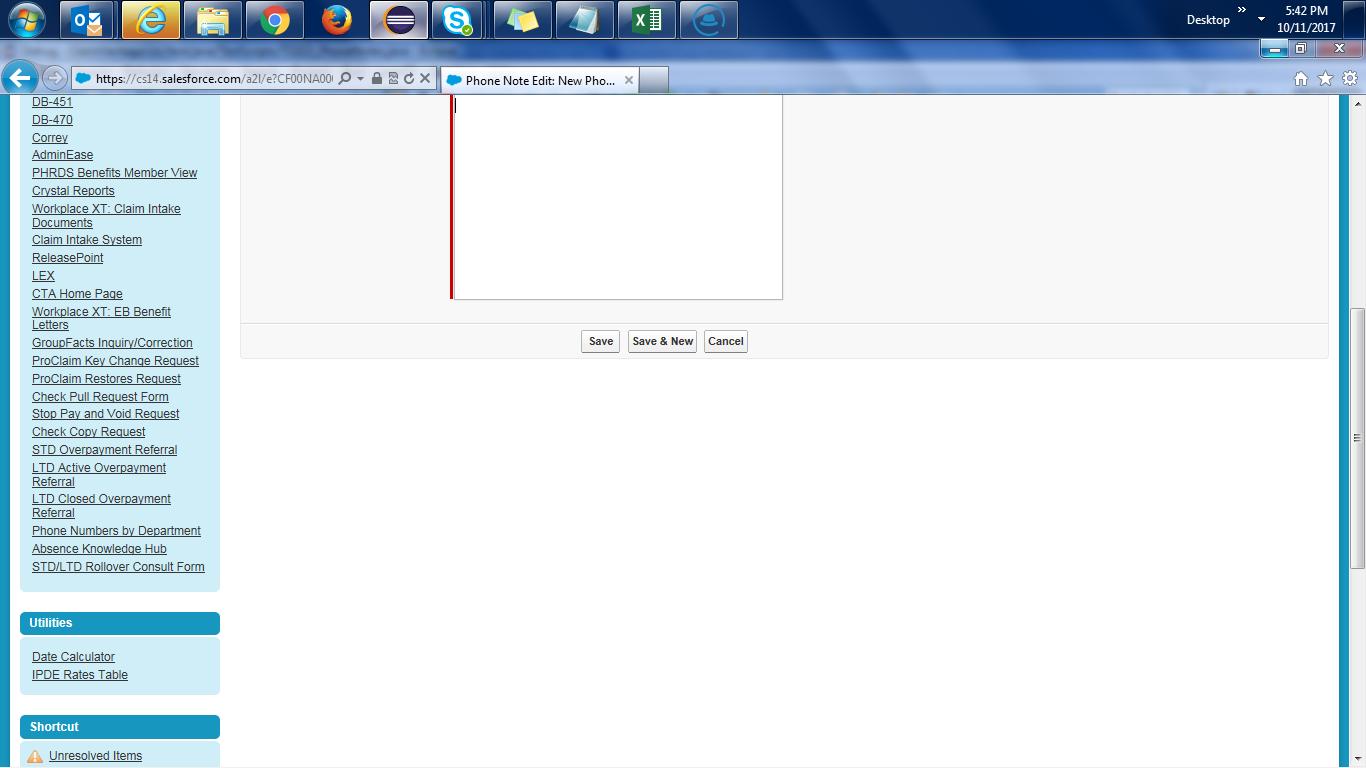 Desktop
5:42 PM
10/11/2017
https://cs14.salesforce.com/a2I/e?CF00NA00
Phone Note Edit: New Pho...
DB-451
DB-470
Correy
AdminEase
PHRDS Benefits Member View
Crystal Reports
Workplace XT: Claim Intake
Documents
Claim Intake System
ReleasePoint
LEX
CTA Home Page
Workplace XT: EB Benefit
Letters
GroupFacts Inquiry/Correction
ProClaim Key Change Request
ProClaim Restores Request
Check Pull Request Form
Stop Pay and Void Request
Check Copy Request
STD Overpayment Referral
LTD Active Overpayment
Referral
LTD Closed Overpayment
Referral
Phone Numbers by Department
Absence Knowledge Hub
STD/LTD Rollover Consult Form
Save
Save & New
Cancel
Utilities
Date Calculator
IPDE Rates Table
Shortcut
Unresolved Items